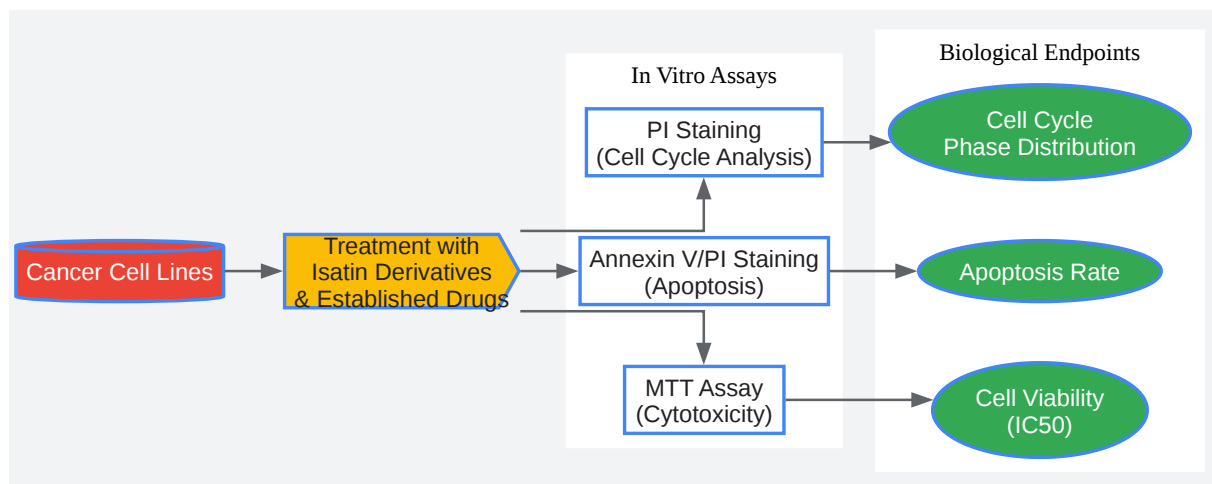 Cancer Cell Lines
Treatment with
Isatin Derivatives
& Established Drugs
In Vitro Assays
PI Staining
(Cell Cycle Analysis)
Annexin V/PI Staining
(Apoptosis)
MTT Assay
(Cytotoxicity)
Biological Endpoints
Cell Cycle
Phase Distribution
Apoptosis Rate
Cell Viability
(IC50)